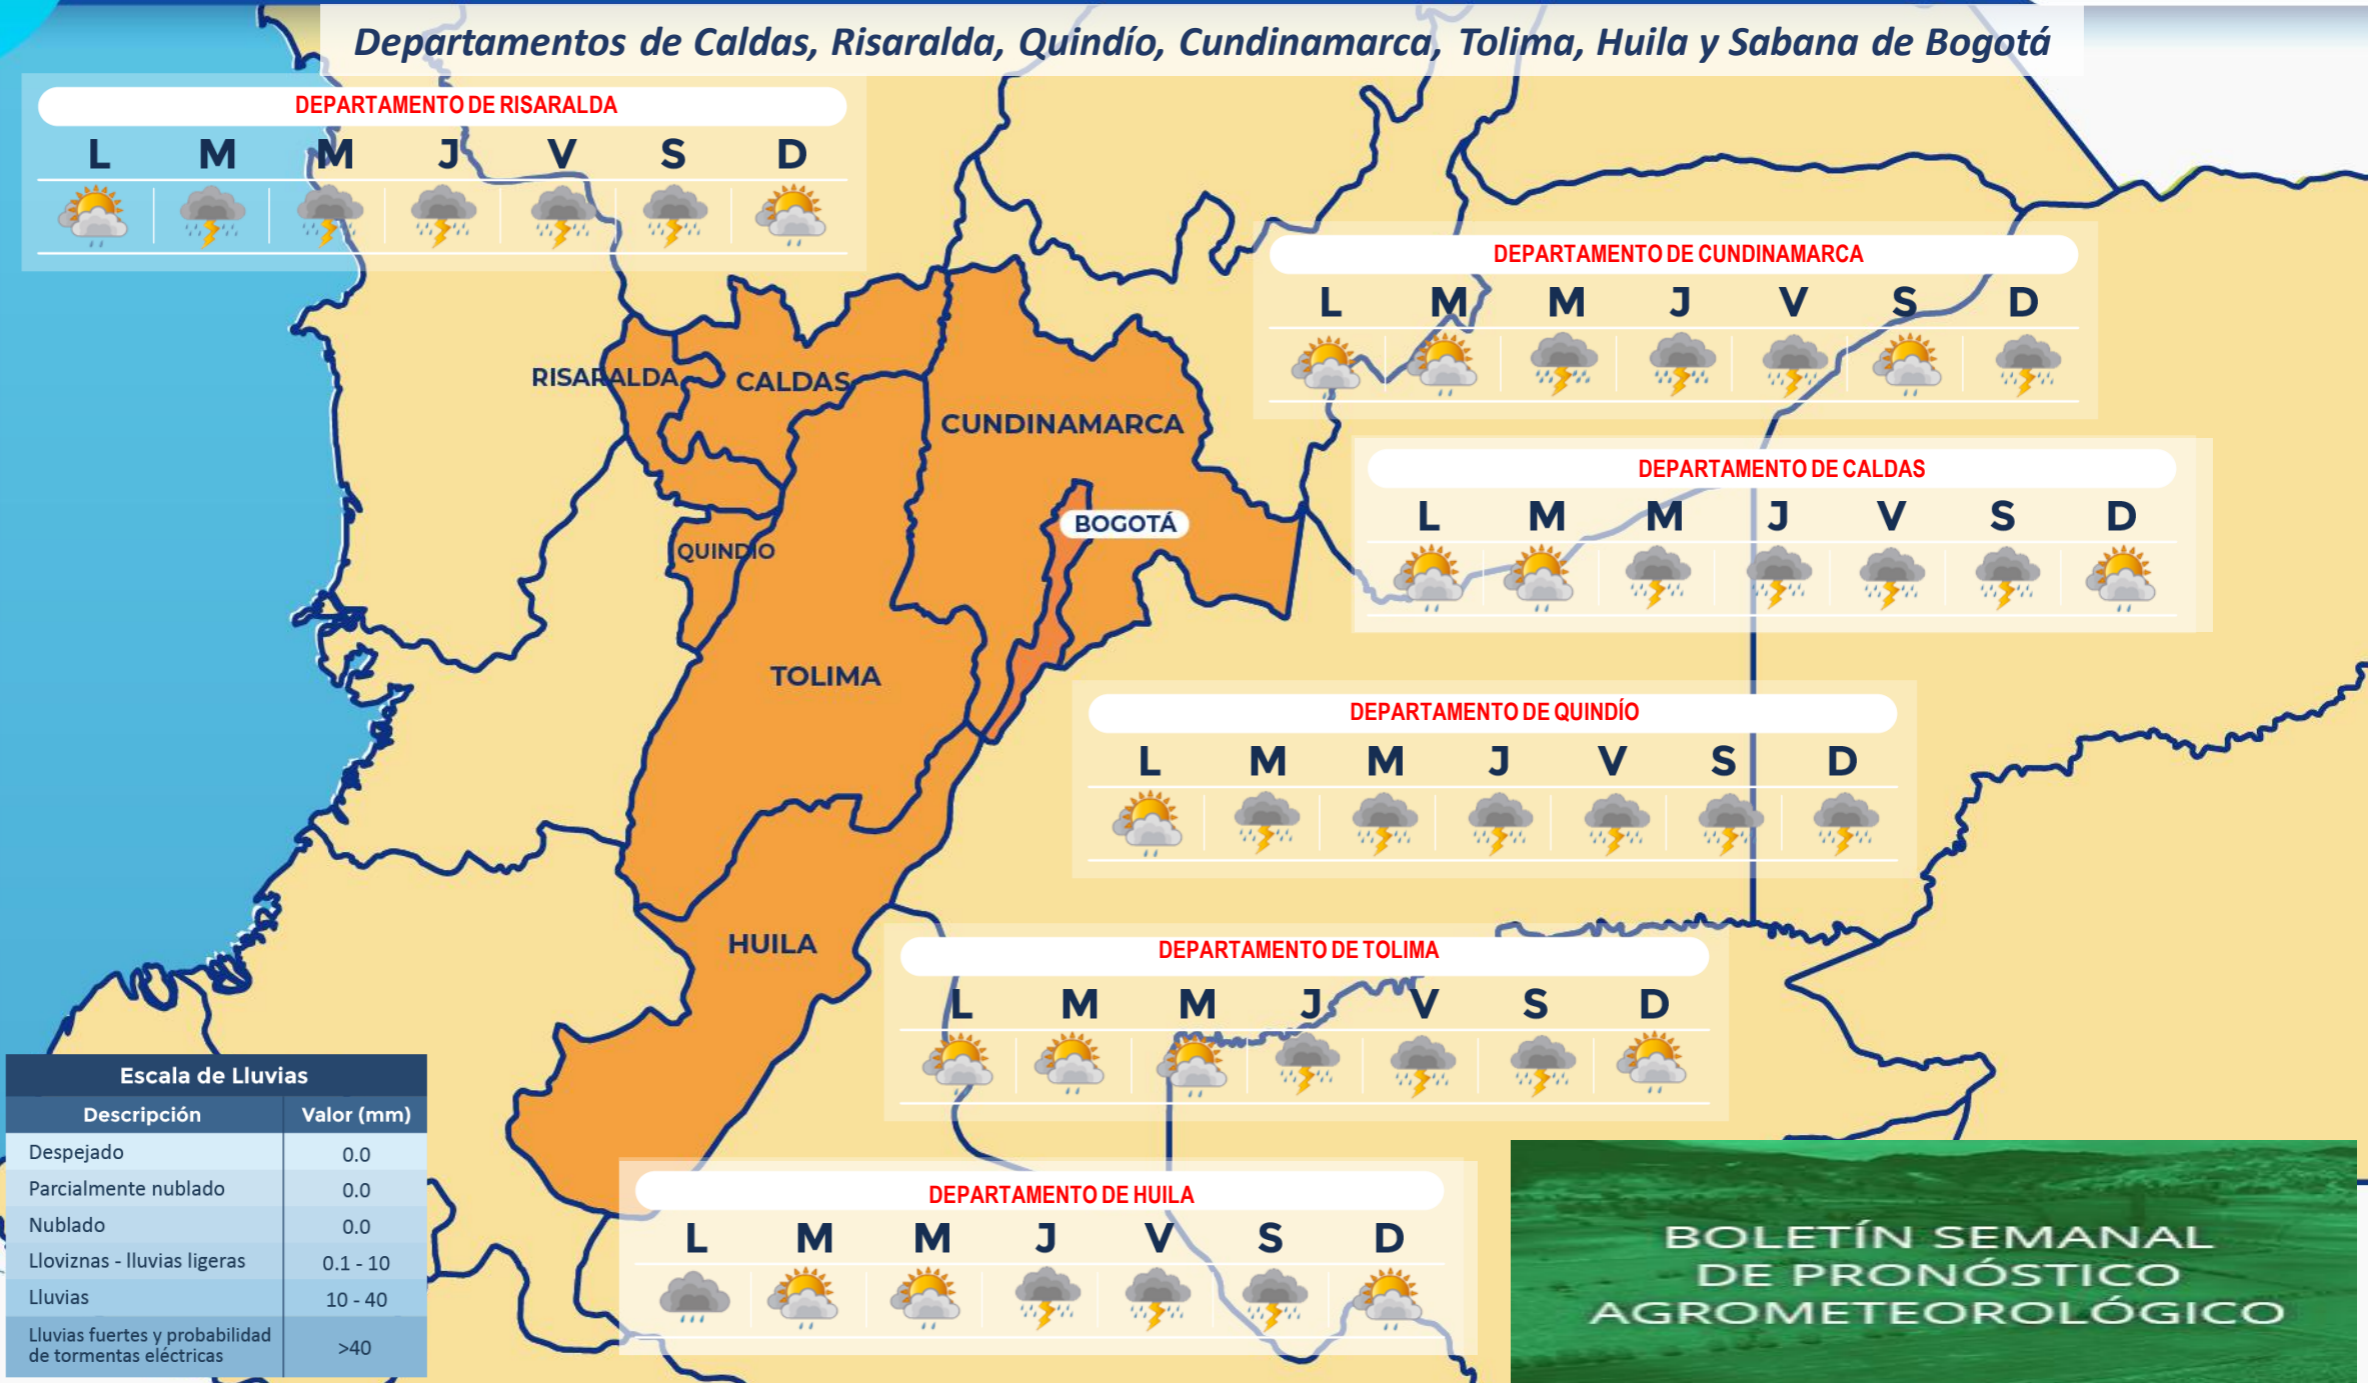 Departamentos de Caldas, Risaralda, Quindío, Cundinamarca, Tolima, Huila y Sabana de Bogotá
DEPARTAMENTO DE RISARALDA
L M M J V S D
DEPARTAMENTO DE CUNDINAMARCA
L M M J V S D
RISARALDA
CALDAS
CUNDINAMARCA
BOGOTÁ
QUINDIO
TOLIMA
HUILA
DEPARTAMENTO DE CALDAS
L M M J V S D
DEPARTAMENTO DE QUINDÍO
L M M J V S D
DEPARTAMENTO DE TOLIMA
L M M J V S D
DEPARTAMENTO DE HUILA
L M M J V S D
Escala de Lluvias
Descripción Valor (mm)
Despejado 0.0
Parcialmente nublado 0.0
Nublado 0.0
Lloviznas - lluvias ligeras 0.1 - 10
Lluvias 10 - 40
Lluvias fuertes y probabilidad
de tormentas eléctricas >40
BOLETÍN SEMANAL
DE PRONÓSTICO
AGROMETEOROLÓGICO